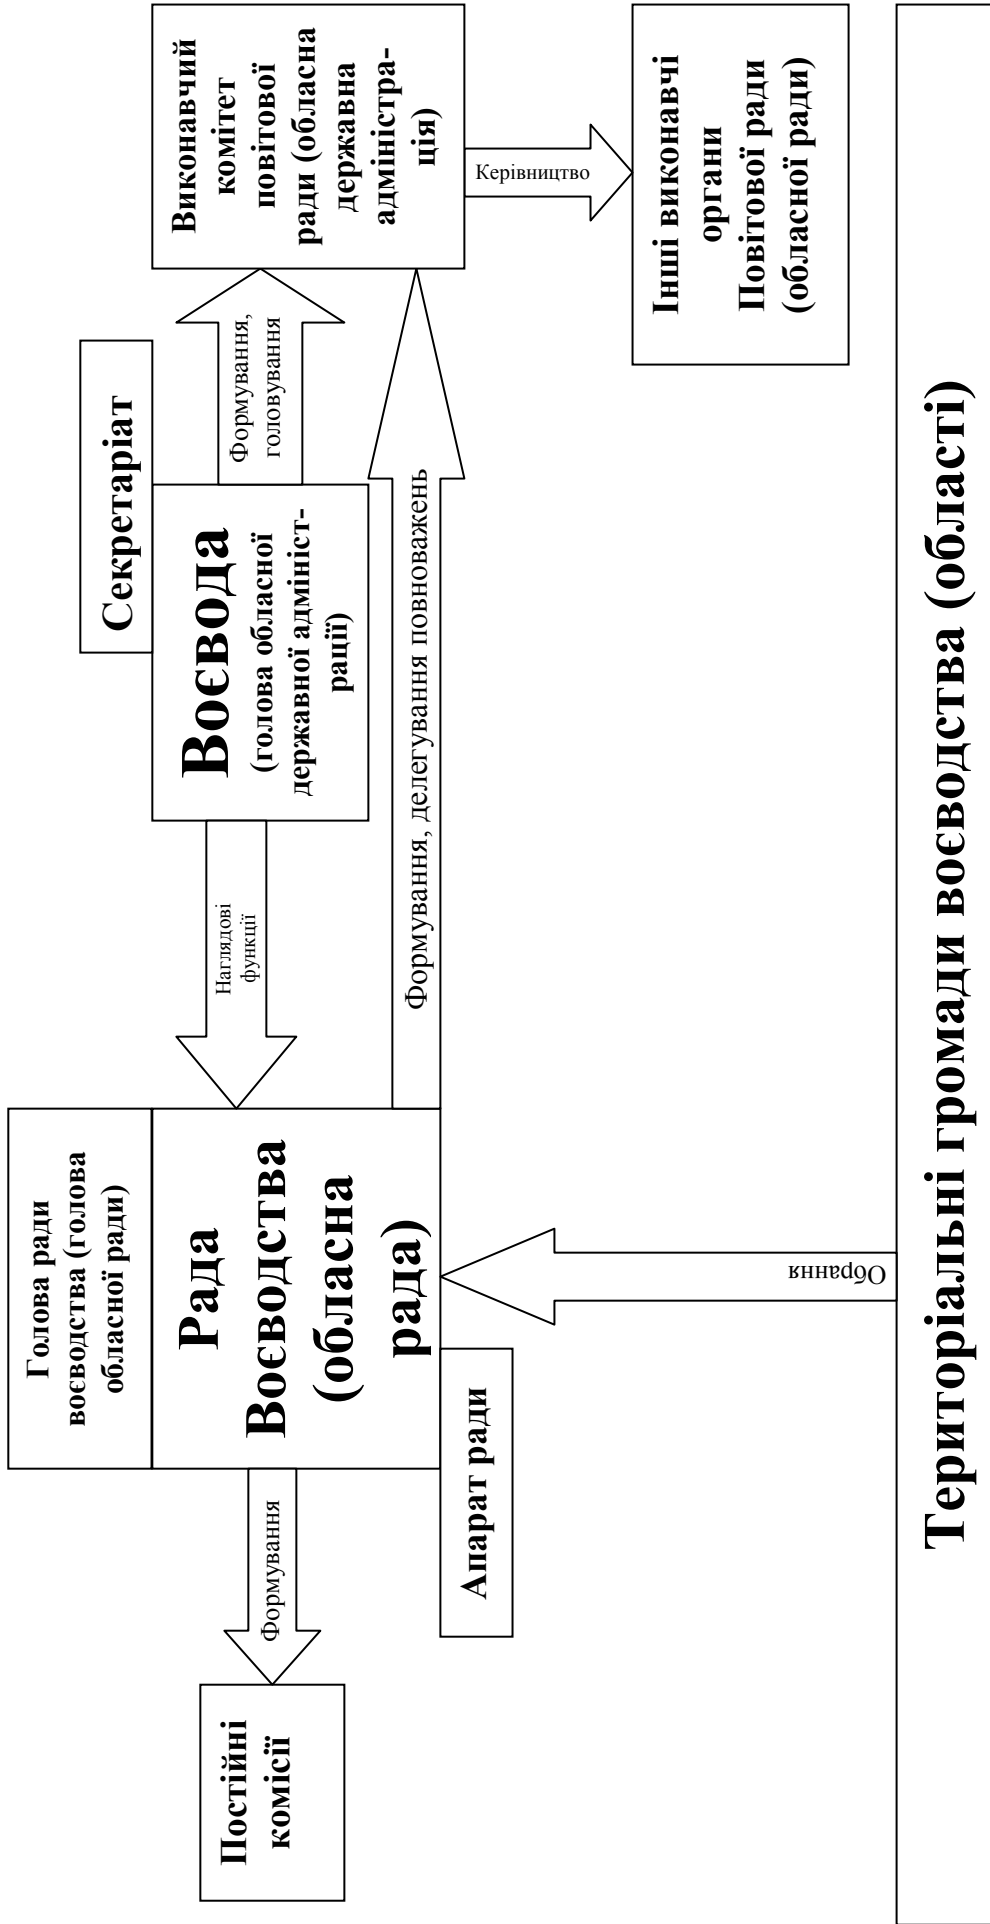 Голова ради
воєводства (голова
обласної ради)
Секретаріат
Постійні
комісії
Формування
Рада
Воєводства
(обласна
рада)
Наглядові
функції
Воєвода
(голова обласної
державної адмініст-
рації)
Формування,
головування
Виконавчий
комітет
повітової
ради (обласна
державна
адміністра-
ція)
Формування, делегування повноважень
Апарат ради
Керівництво
Обрання
Інші виконавчі
органи
Повітової ради
(обласної ради)
Територіальні громади воєводства (області)